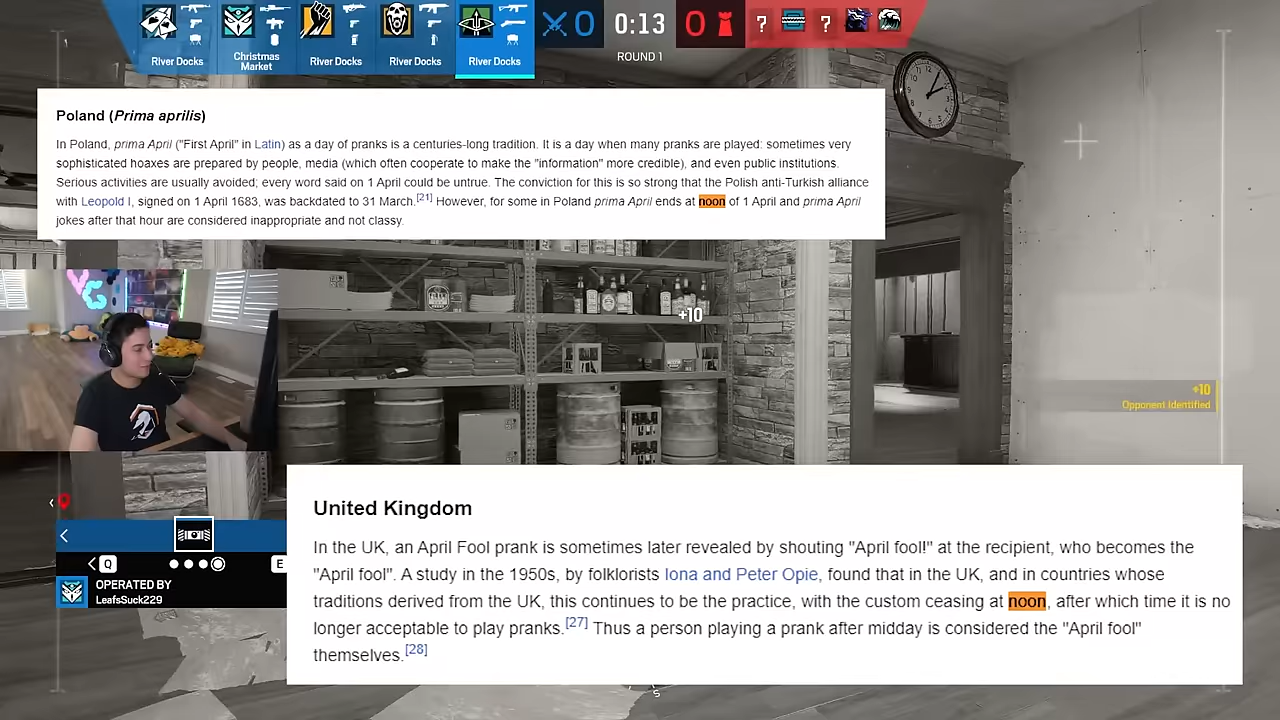 0 0:13 0 ? ?
River Docks Christmas Market River Docks River Docks River Docks
ROUND 1
Poland (Prima aprilis)
In Poland, prima April ("First April" in Latin) as a day of pranks is a centuries-long tradition. It is a day when many pranks are played: sometimes very
sophisticated hoaxes are prepared by people, media (which often cooperate to make the "information" more credible), and even public institutions.
Serious activities are usually avoided; every word said on 1 April could be untrue. The conviction for this is so strong that the Polish anti-Turkish alliance
with Leopold I, signed on 1 April 1683, was backdated to 31 March.[21] However, for some in Poland prima April ends at noon of 1 April and prima April
jokes after that hour are considered inappropriate and not classy.
+10
+10
Opponent Identified
Q
E
OPERATED BY
LeafsSuck229
United Kingdom
In the UK, an April Fool prank is sometimes later revealed by shouting "April fool!" at the recipient, who becomes the
"April fool". A study in the 1950s, by folklorists Iona and Peter Opie, found that in the UK, and in countries whose
traditions derived from the UK, this continues to be the practice, with the custom ceasing at noon, after which time it is no
longer acceptable to play pranks.[27] Thus a person playing a prank after midday is considered the "April fool"
themselves.[28]
S